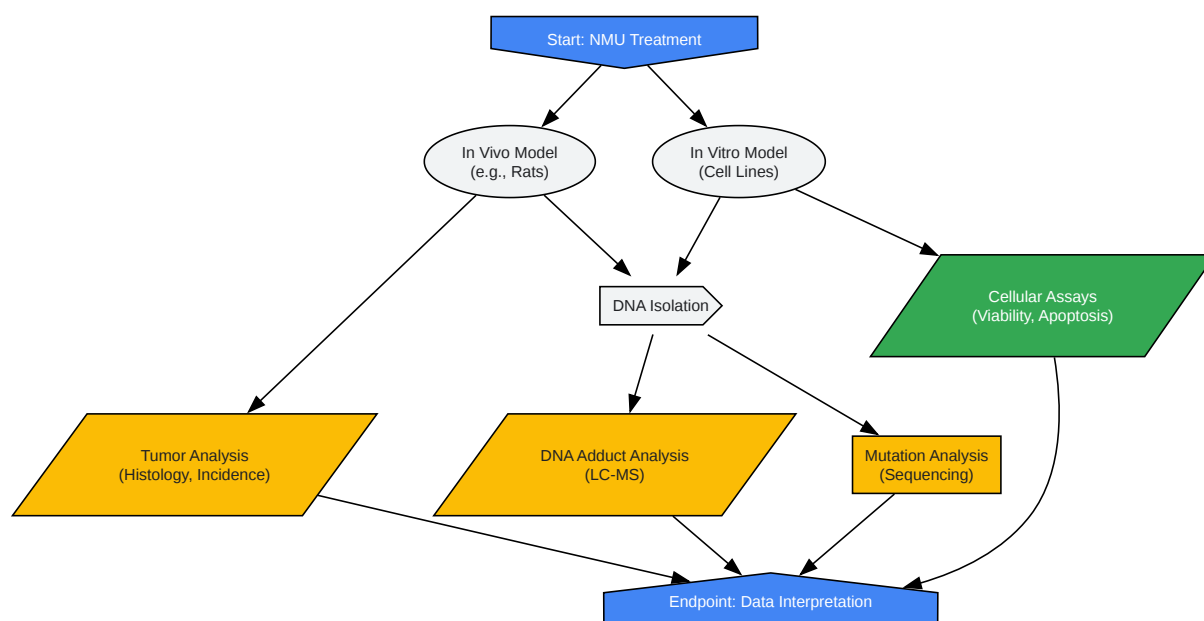 Start: NMU Treatment
In Vivo Model
(e.g., Rats)
In Vitro Model
(Cell Lines)
DNA Isolation
Cellular Assays
(Viability, Apoptosis)
Tumor Analysis
(Histology, Incidence)
DNA Adduct Analysis
(LC-MS)
Mutation Analysis
(Sequencing)
Endpoint: Data Interpretation